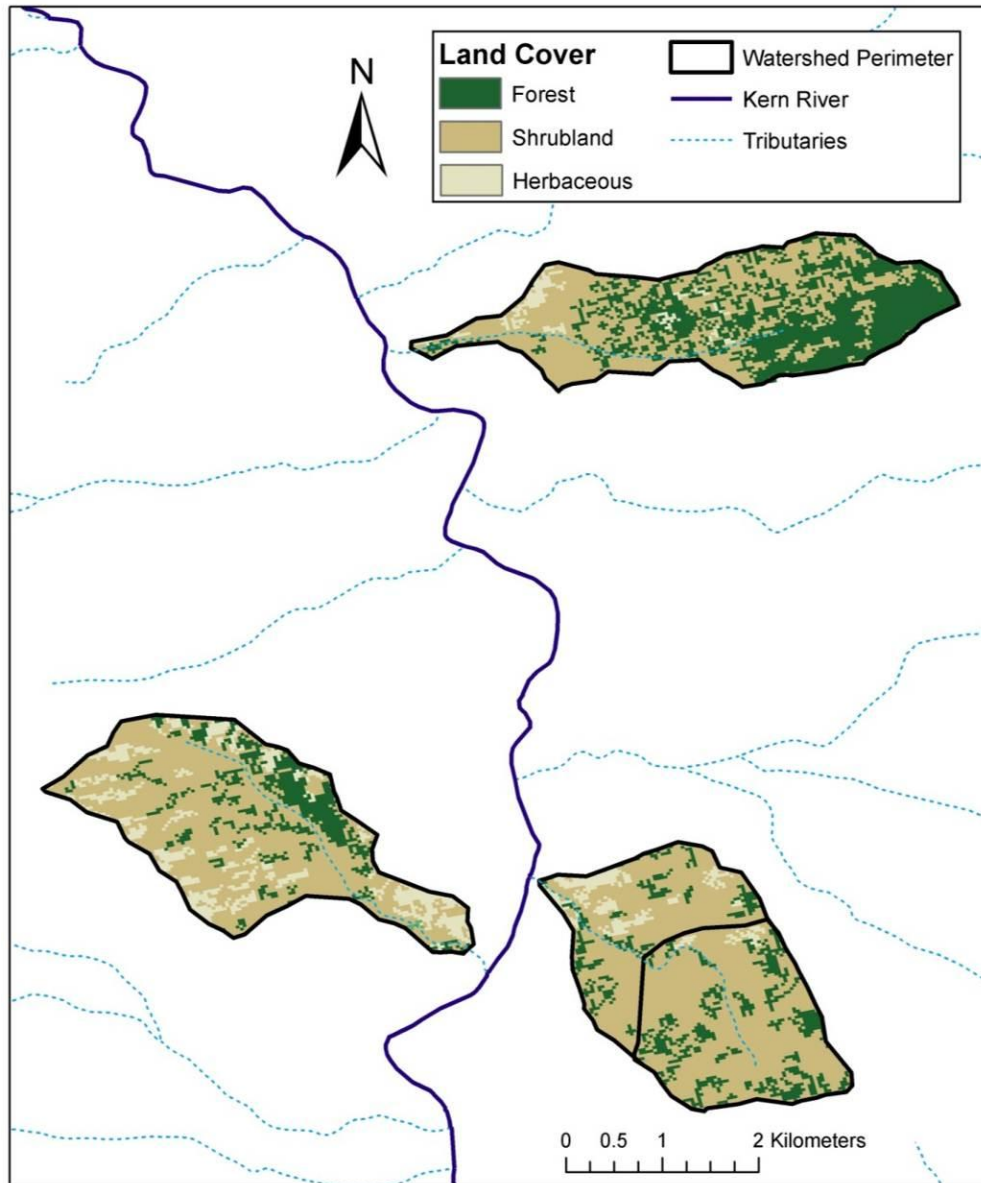 N
Land Cover
Forest
Shrubland
Herbaceous
Watershed Perimeter
Kern River
Tributaries
0 0.5 1 2 Kilometers